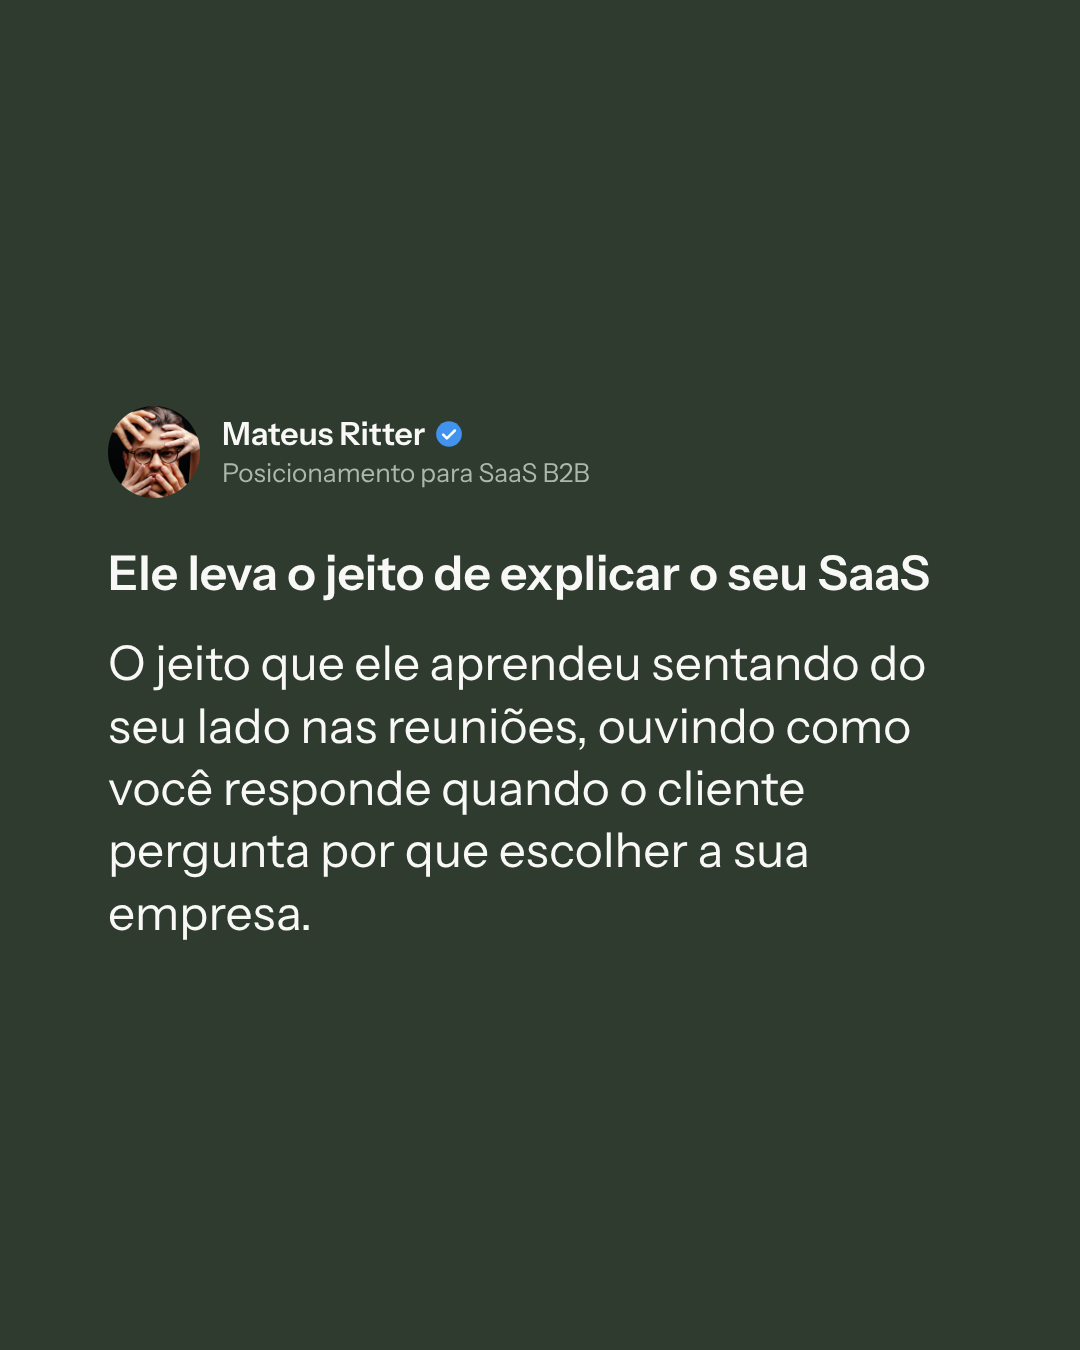 Mateus Ritter
Posicionamento para SaaS B2B
Ele leva o jeito de explicar o seu SaaS
O jeito que ele aprendeu sentando do
seu lado nas reuniões, ouvindo como
você responde quando o cliente
pergunta por que escolher a sua
empresa.